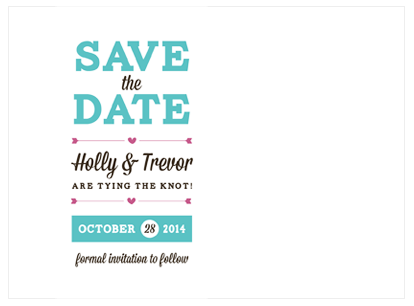 SAVE
the
DATE
Holly & Trevor
ARE TYING THE KNOT!
OCTOBER 28 2014
formal invitation to follow